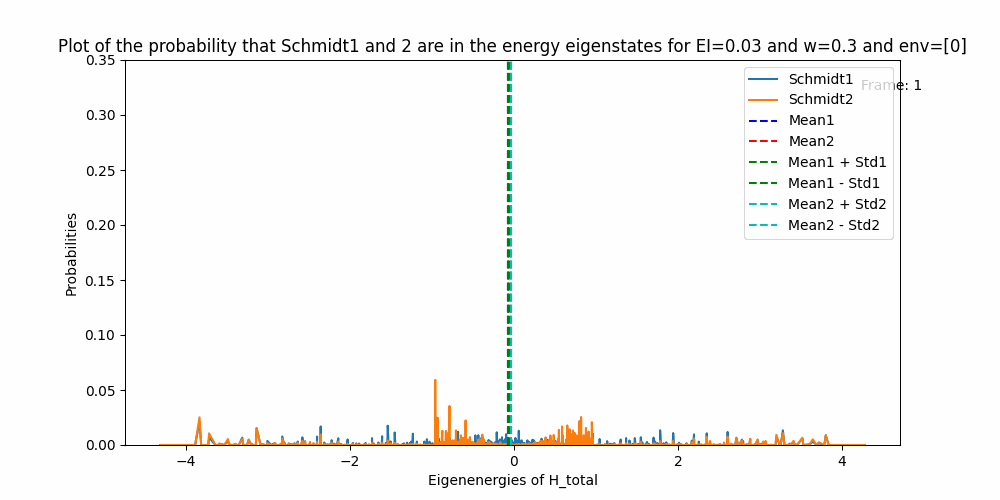 Plot of the probability that Schmidt1 and 2 are in the energy eigenstates for EI=0.03 and w=0.3 and env=[0]
0.35
0.30
0.25
0.20
0.15
0.10
0.05
0.00
Probabilities
Frame: 1
Schmidt1
Schmidt2
Mean1
Mean2
Mean1 + Std1
Mean1 - Std1
Mean2 + Std2
Mean2 - Std2
−4 −2 0 2 4
Eigenenergies of H_total